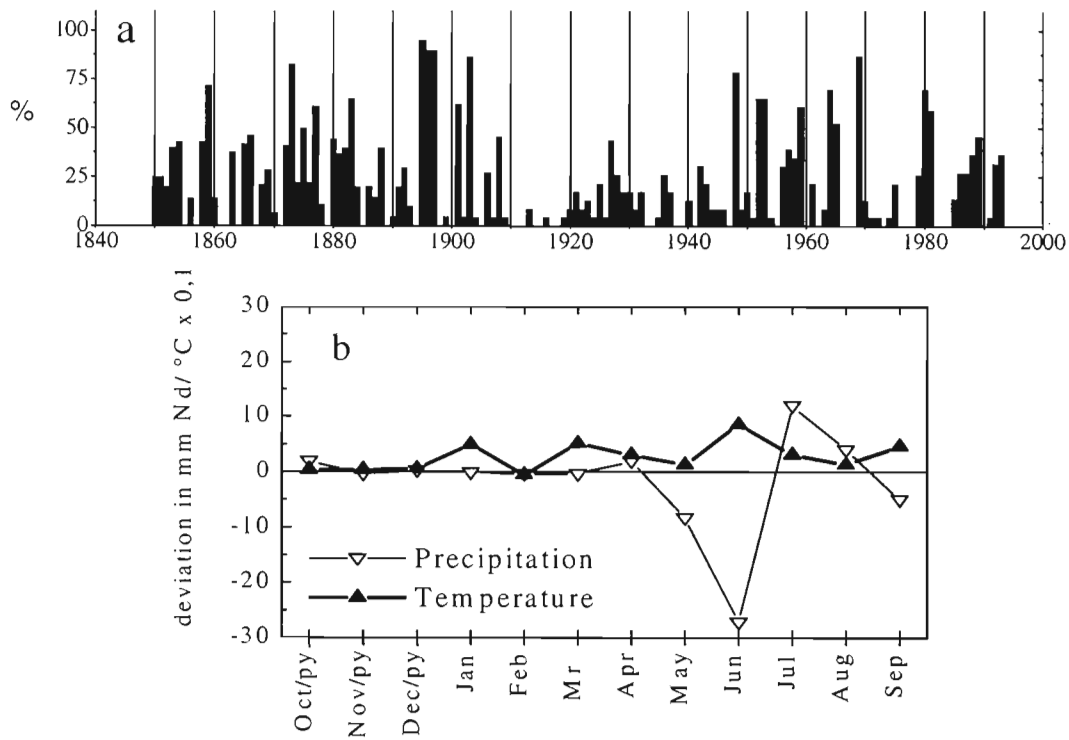 a
100
75
50
25
0
%
1840 1860 1880 1900 1920 1940 1960 1980 2000
deviation in mm Nd/ °C x 0,1
b
30
20
10
0
-10
-20
-30
Precipitation
Temperature
Oct/py Nov/py Dec/py Jan Feb Mr Apr May Jun Jul Aug Sep